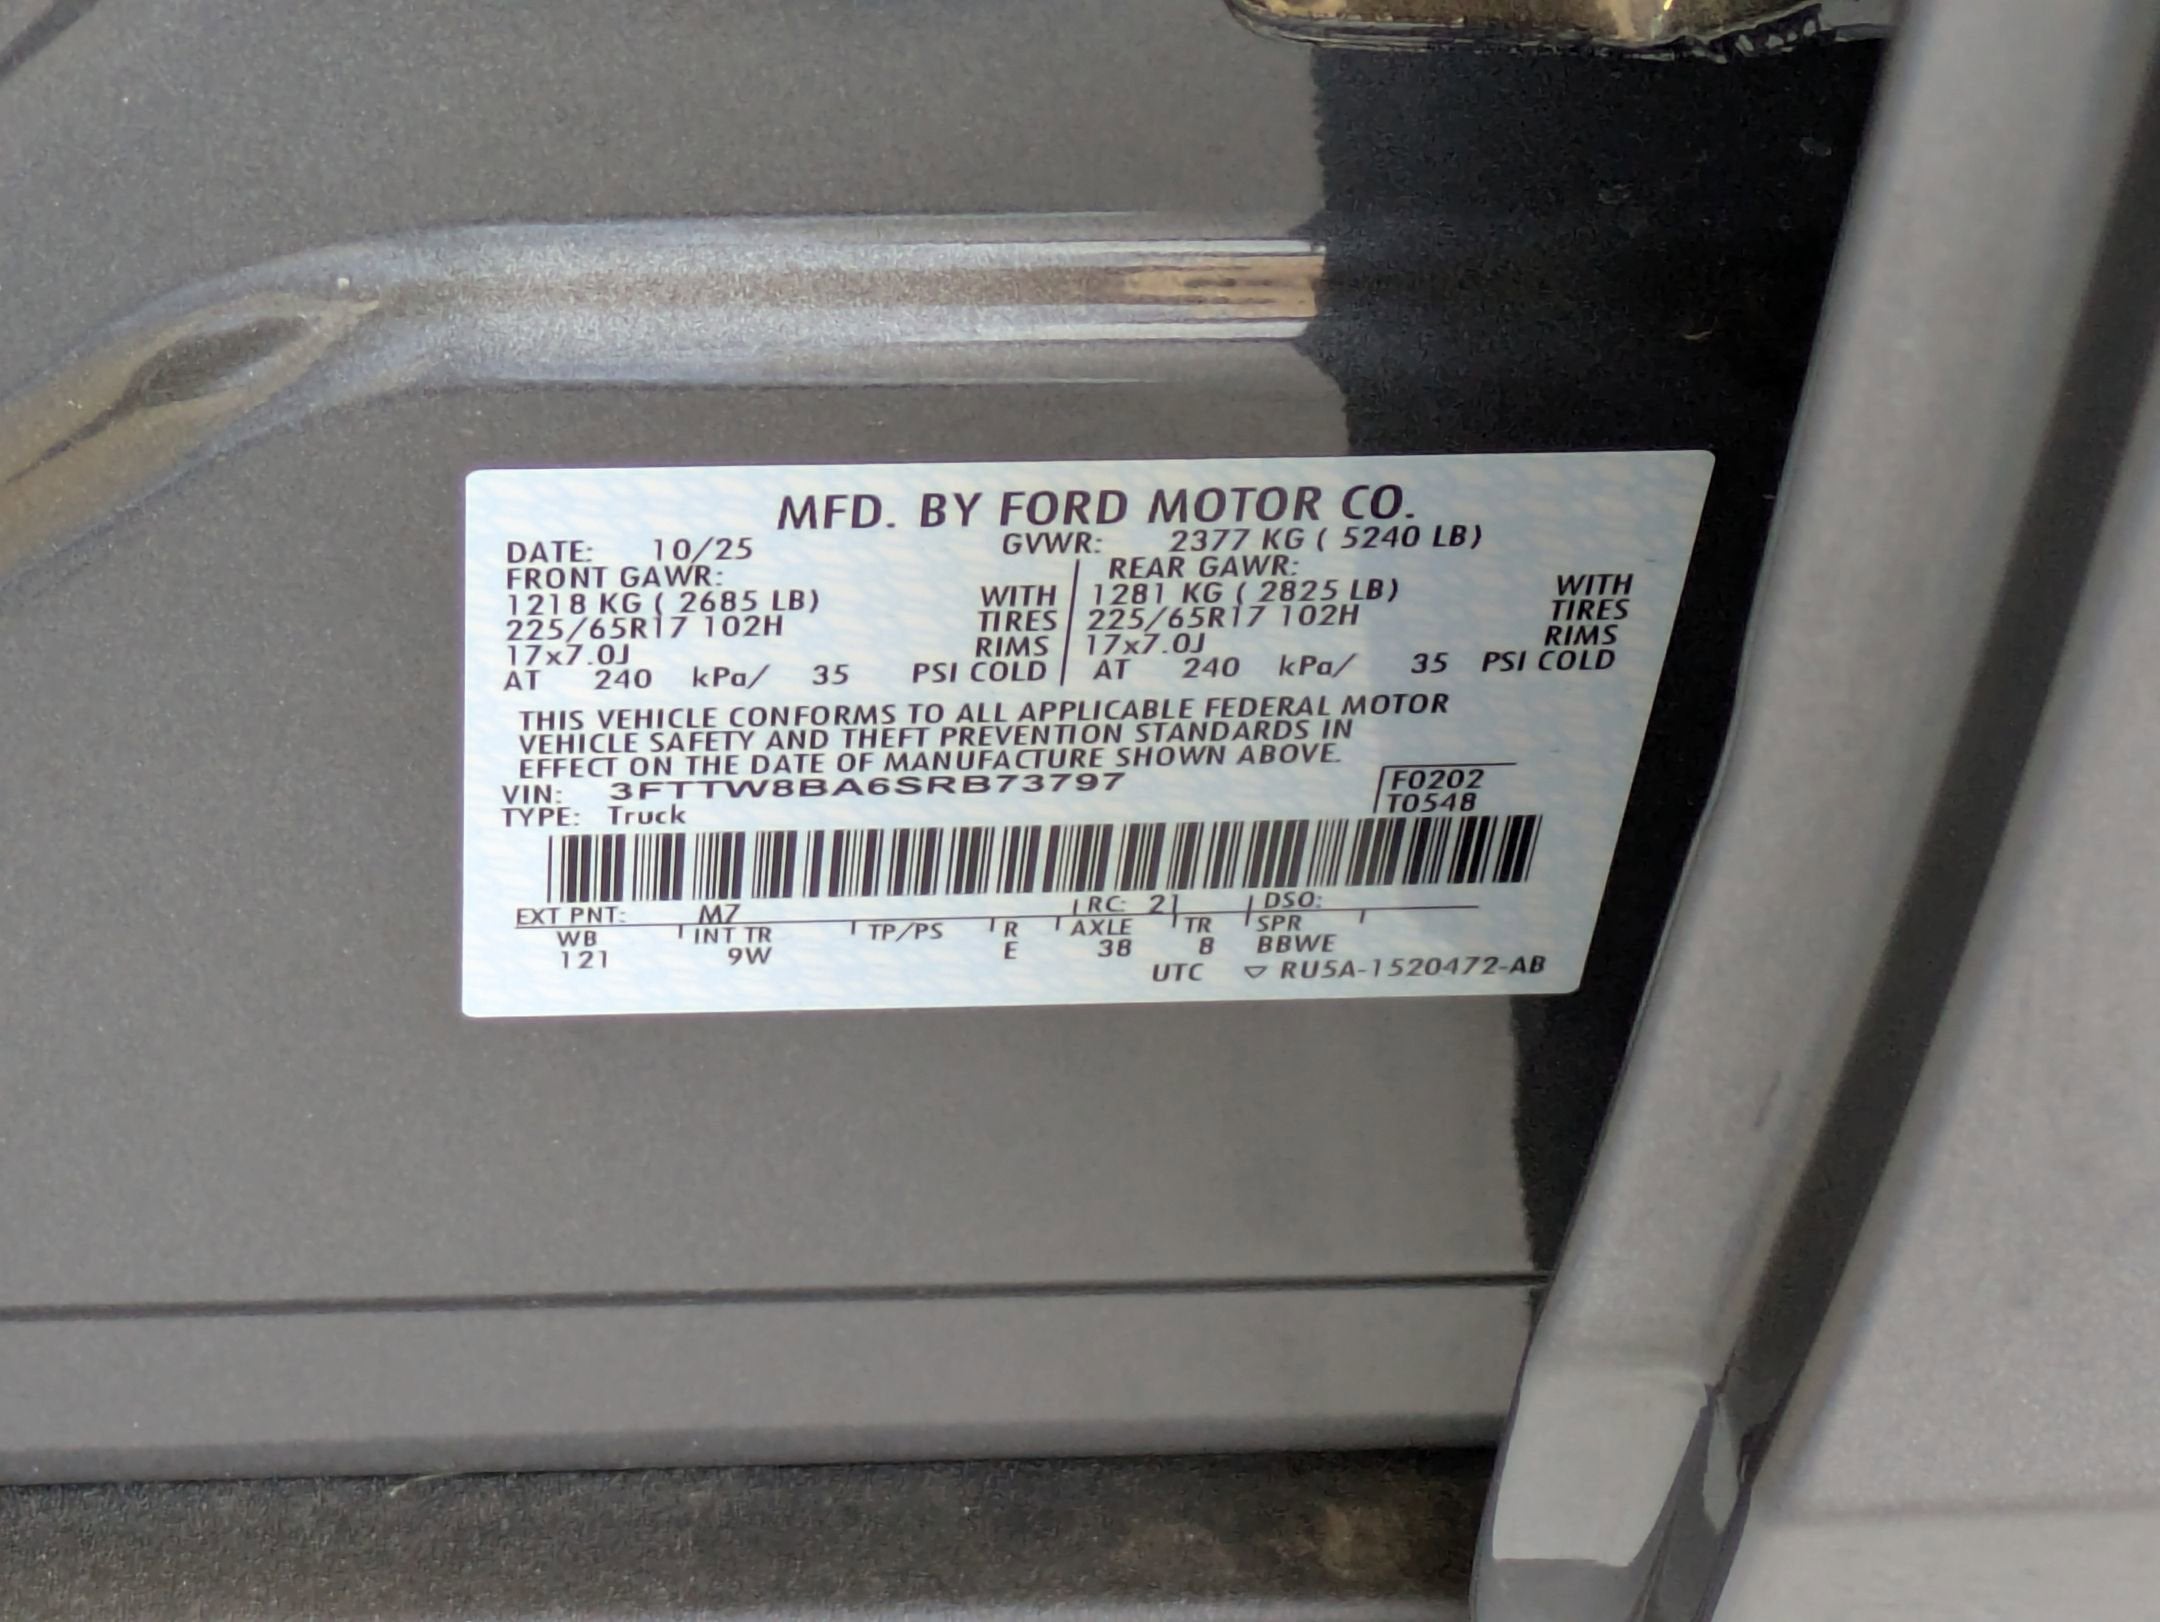 MFD. BY FORD MOTOR CO.
DATE: 10/25 GVWR: 2377 KG ( 5240 LB)
FRONT GAWR: REAR GAWR:
1218 KG ( 2685 LB) WITH 1281 KG ( 2825 LB) WITH
225/65R17 102H TIRES 225/65R17 102H TIRES
17x7.0J RIMS 17x7.0J RIMS
AT 240 kPa/ 35 PSI COLD AT 240 kPa/ 35 PSI COLD
THIS VEHICLE CONFORMS TO ALL APPLICABLE FEDERAL MOTOR
VEHICLE SAFETY AND THEFT PREVENTION STANDARDS IN
EFFECT ON THE DATE OF MANUFACTURE SHOWN ABOVE.
VIN: 3FTTW8BA6SRB73797 F0202
TYPE: Truck T0548
EXT PNT: M7 RC: 21 DSO:
WB INT TR TP/PS R AXLE TR SPR
121 9W E 38 8 BBWE
UTC ▽ RU5A-1520472-AB